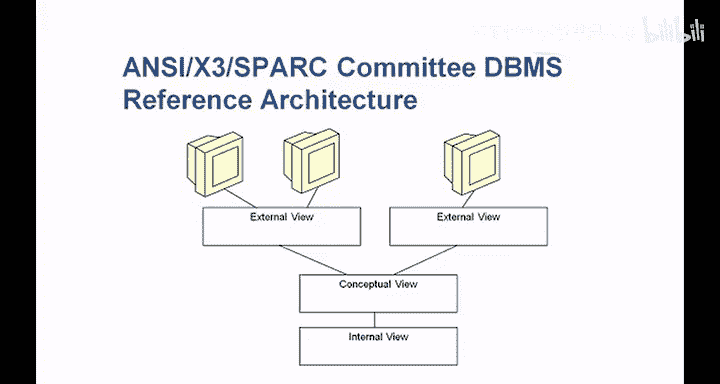 bilibili
ANSI/X3/SPARC Committee DBMS
Reference Architecture
External View
External View
Conceptual View
Internal View